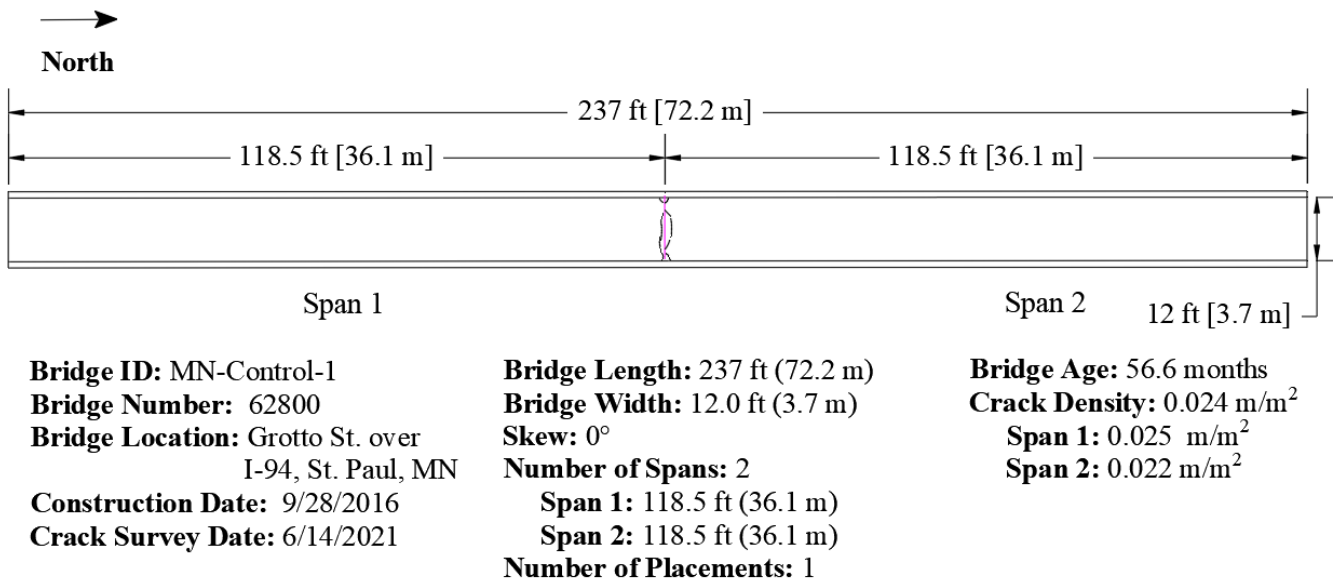 North
237 ft [72.2 m]
118.5 ft [36.1 m]
118.5 ft [36.1 m]
Span 1
Span 2
12 ft [3.7 m]
Bridge ID: MN-Control-1
Bridge Number: 62800
Bridge Location: Grotto St. over
I-94, St. Paul, MN
Construction Date: 9/28/2016
Crack Survey Date: 6/14/2021
Bridge Length: 237 ft (72.2 m)
Bridge Width: 12.0 ft (3.7 m)
Skew: 0°
Number of Spans: 2
Span 1: 118.5 ft (36.1 m)
Span 2: 118.5 ft (36.1 m)
Number of Placements: 1
Bridge Age: 56.6 months
Crack Density: 0.024 m/m²
Span 1: 0.025 m/m²
Span 2: 0.022 m/m²